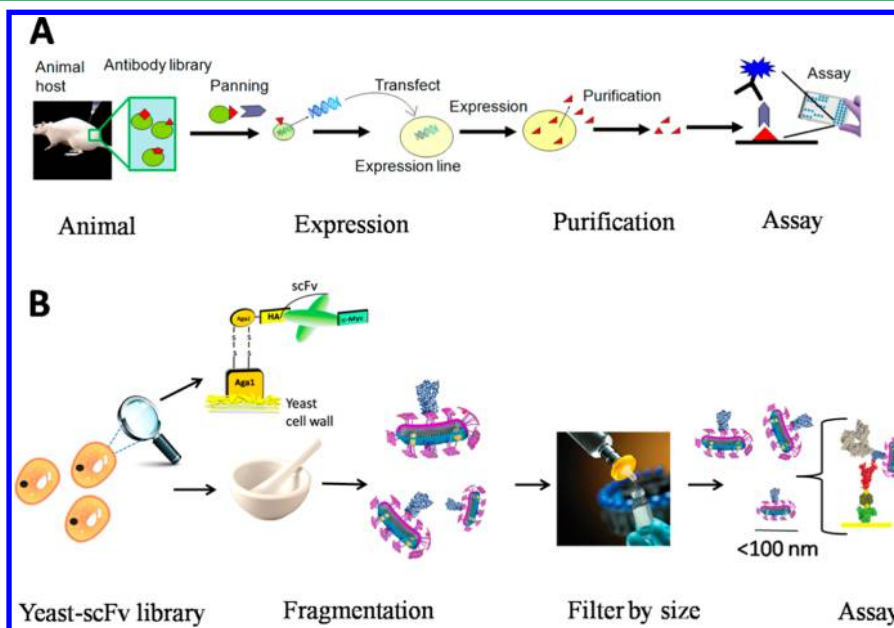 A
Animal
host
Antibody library
Panning
Transfect
Expression line
Expression
Purification
Assay
Animal
Expression
Purification
Assay
B
scFv
Aga2
HA
c-Myc
S
S
S
S
Aga1
Yeast
cell wall
<100 nm
Yeast-scFv library
Fragmentation
Filter by size
Assay